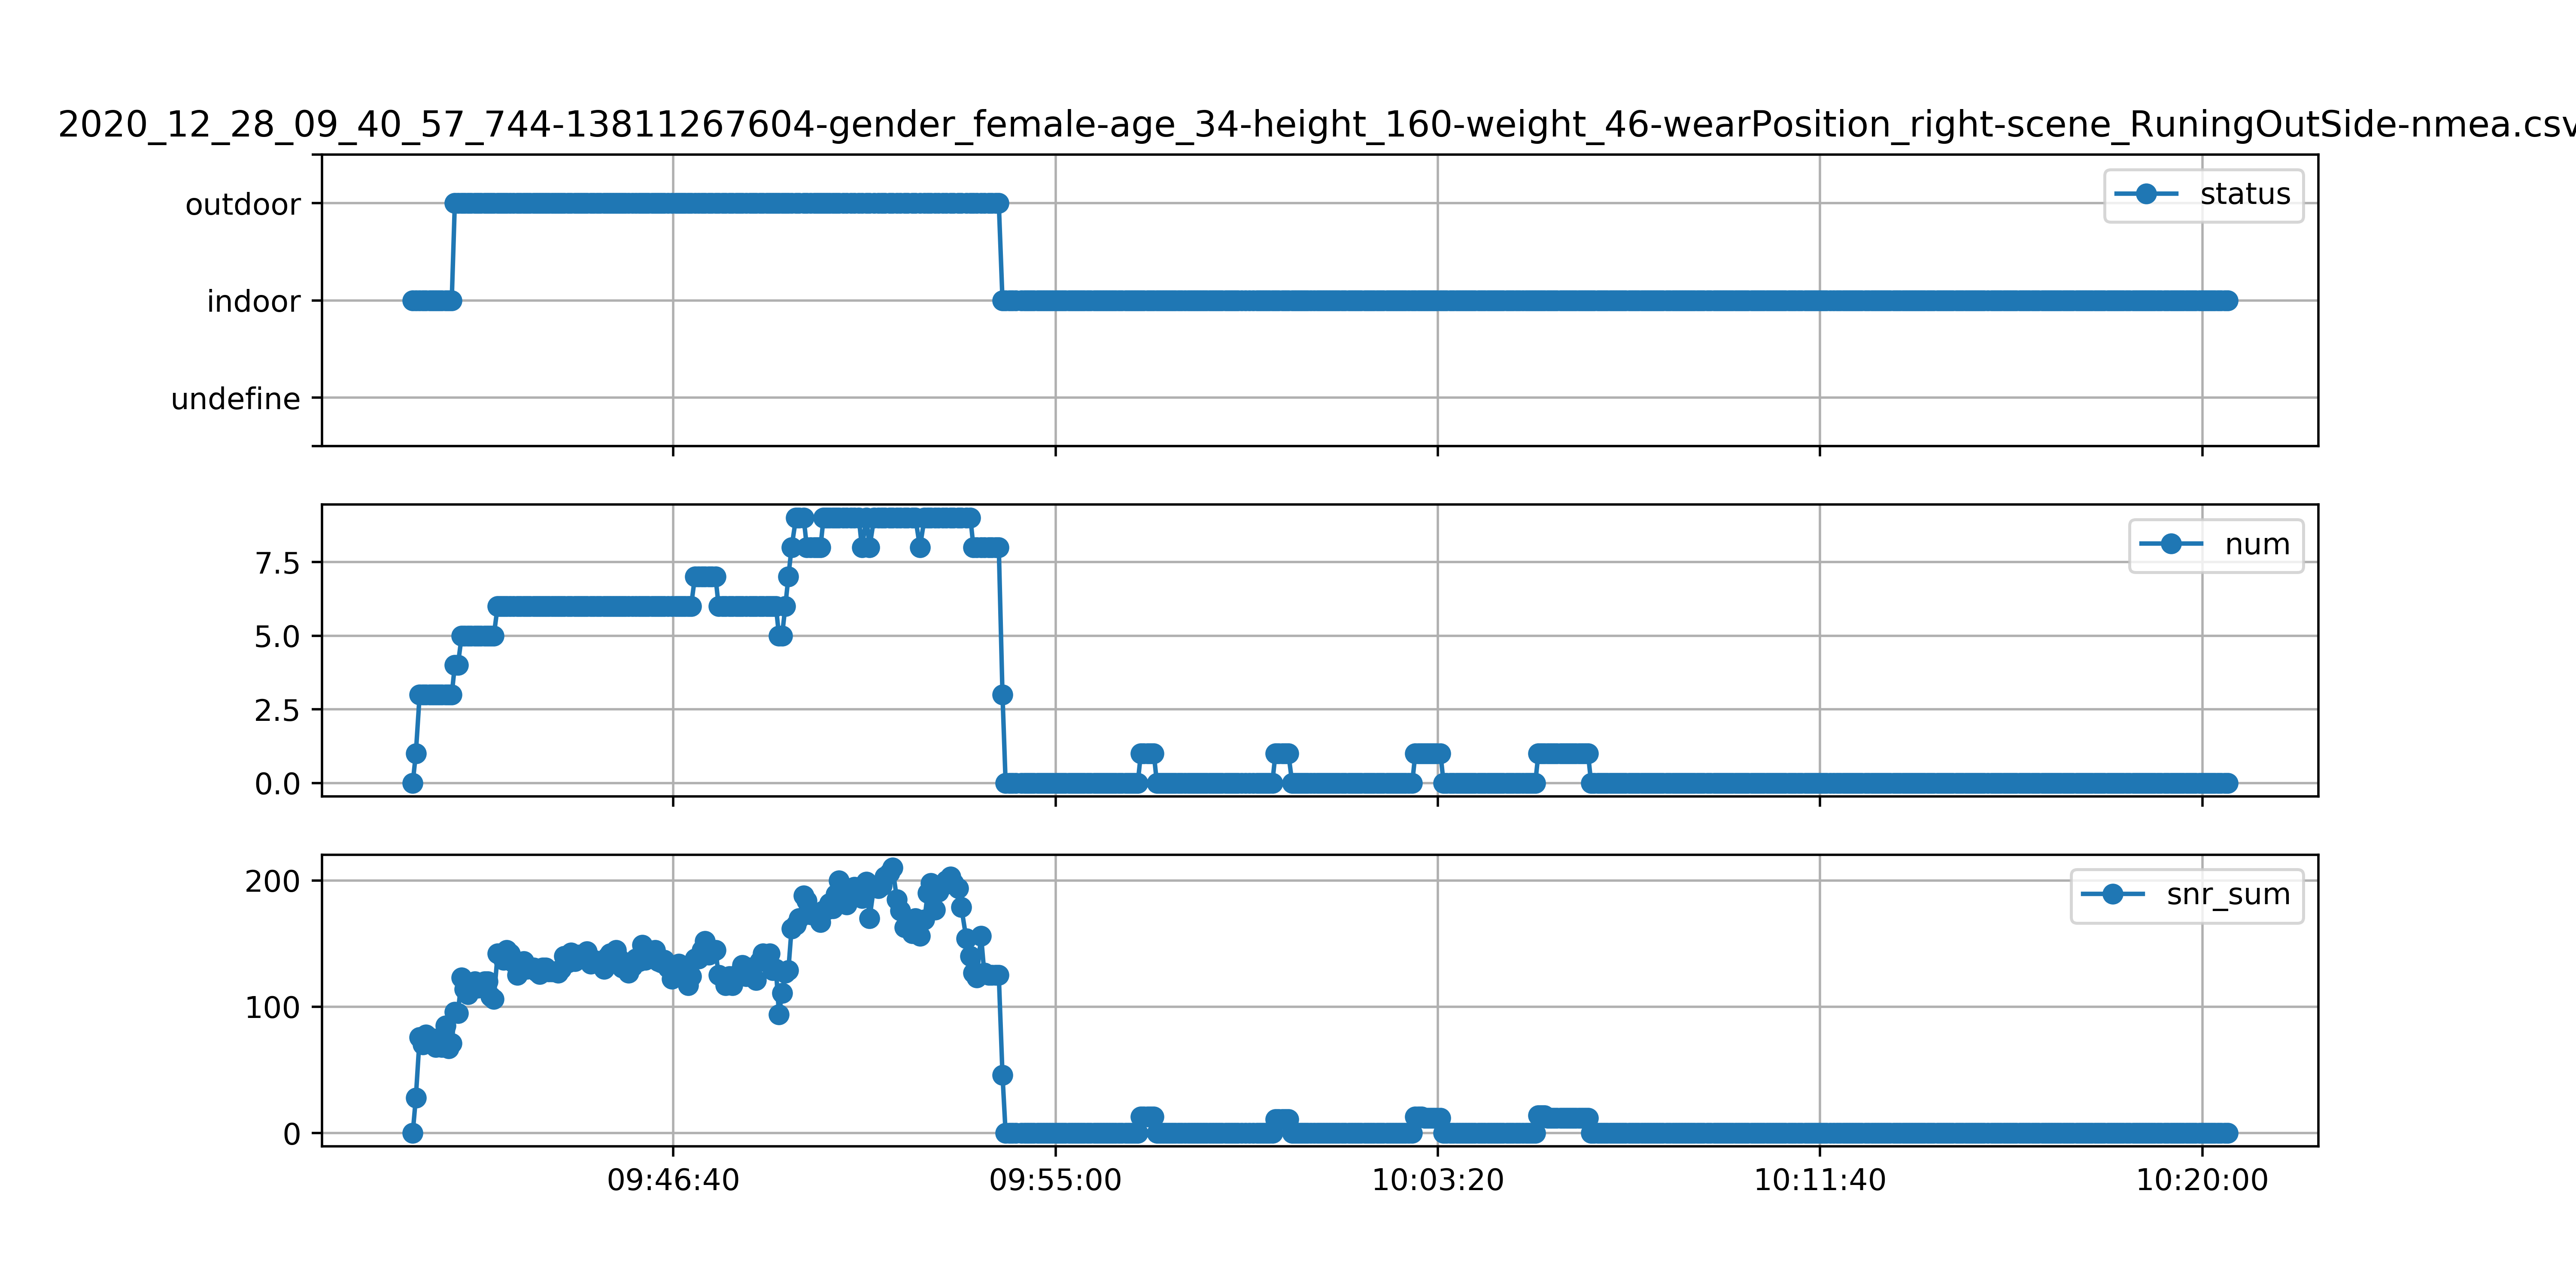 2020_12_28_09_40_57_744-13811267604-gender_female-age_34-height_160-weight_46-wearPosition_right-scene_RuningOutSide-nmea.csv
outdoor
indoor
undefine
status
7.5
5.0
2.5
0.0
num
200
100
0
snr_sum
09:46:40 09:55:00 10:03:20 10:11:40 10:20:00